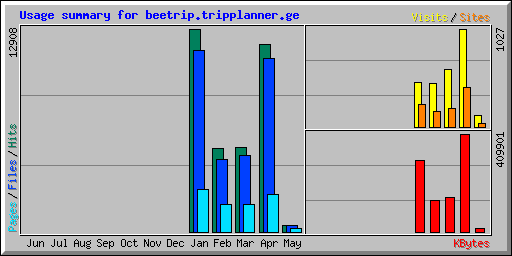 Usage summary for beetrip.tripplanner.ge
Visits/Sites
12908
1027
409901
Pages/Files/Hits
Jun Jul Aug Sep Oct Nov Dec Jan Feb Mar Apr May
KBytes